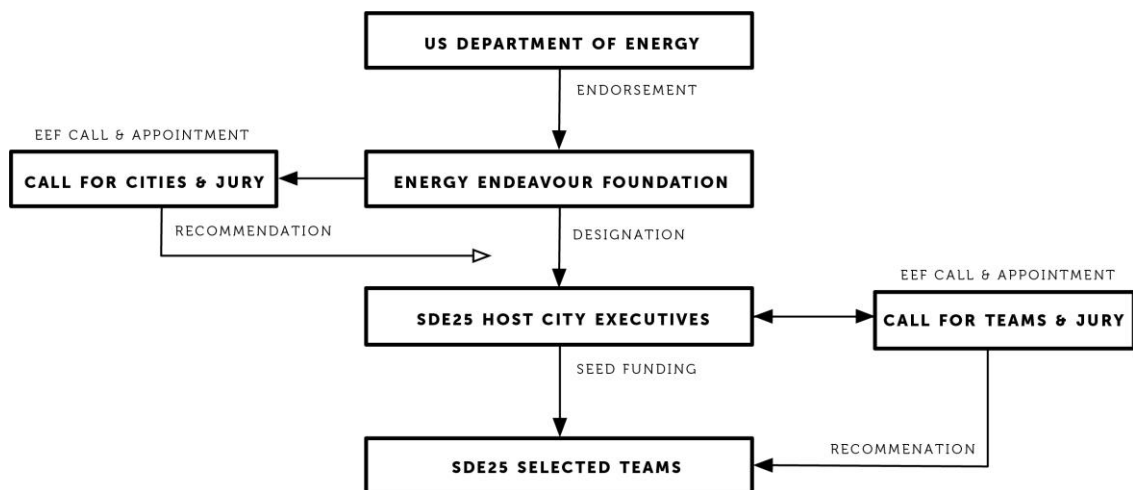 US DEPARTMENT OF ENERGY
ENDORSEMENT
EEF CALL & APPOINTMENT
CALL FOR CITIES & JURY
ENERGY ENDEAVOUR FOUNDATION
RECOMMENDATION
DESIGNATION
EEF CALL & APPOINTMENT
SDE25 HOST CITY EXECUTIVES
CALL FOR TEAMS & JURY
SEED FUNDING
RECOMMENATION
SDE25 SELECTED TEAMS